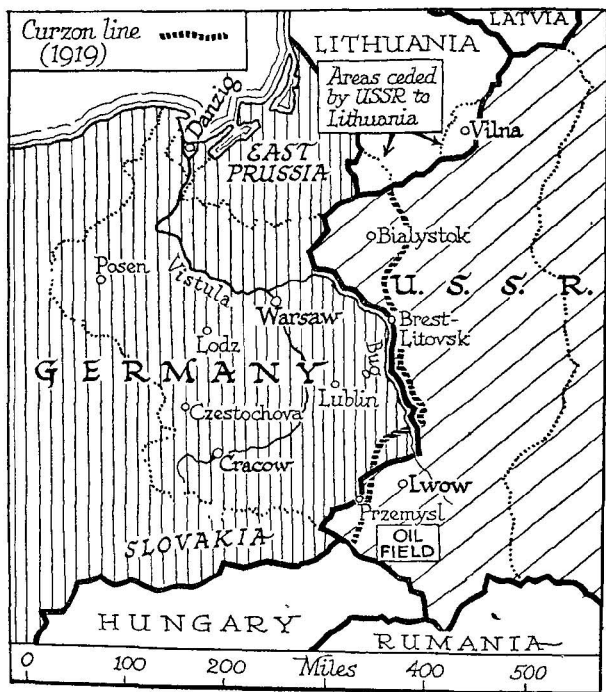 Curzon line
(1919)
LATVIA
LITHUANIA
Areas ceded
by USSR to
Lithuania
Danzig
Vilna
EAST
PRUSSIA
Bialystok
Posen
U. S. S. R.
Vistula
Warsaw
Brest-
Litovsk
Lodz
Bug
GERMANY
Lublin
Czestochova
Cracow
Lwow
Przemysl
OIL
FIELD
SLOVAKIA
HUNGARY
RUMANIA
0 100 200 Miles 400 500